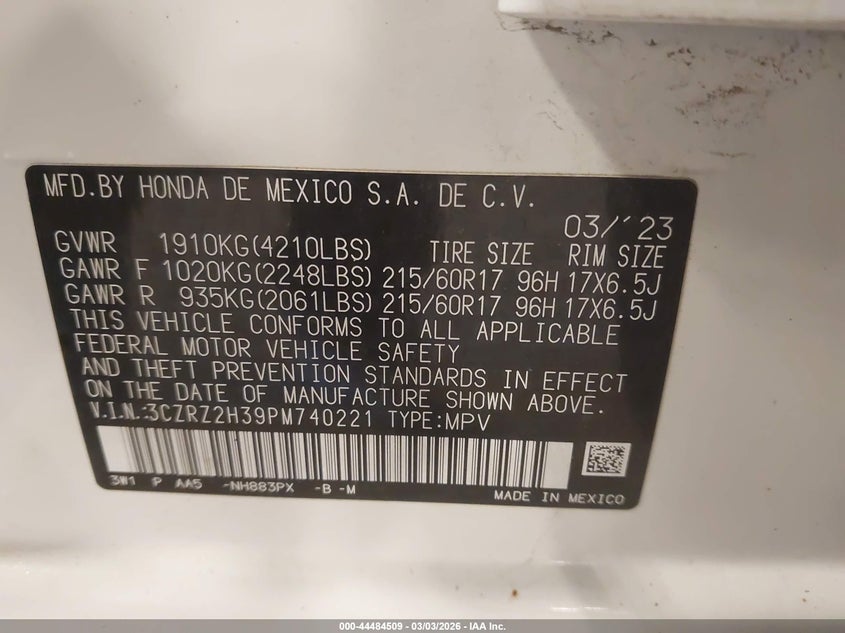 MFD.BY HONDA DE MEXICO S.A. DE C.V.
03/'23
GVWR 1910KG(4210LBS) TIRE SIZE RIM SIZE
GAWR F 1020KG(2248LBS) 215/60R17 96H 17X6.5J
GAWR R 935KG(2061LBS) 215/60R17 96H 17X6.5J
THIS VEHICLE CONFORMS TO ALL APPLICABLE
FEDERAL MOTOR VEHICLE SAFETY
AND THEFT PREVENTION STANDARDS IN EFFECT
ON THE DATE OF MANUFACTURE SHOWN ABOVE.
V.I.N.:3CZRZ2H39PM740221 TYPE:MPV
3W1 P AA5 -NH883PX -B -M
MADE IN MEXICO
000-44484509 - 03/03/2026 - IAA Inc.